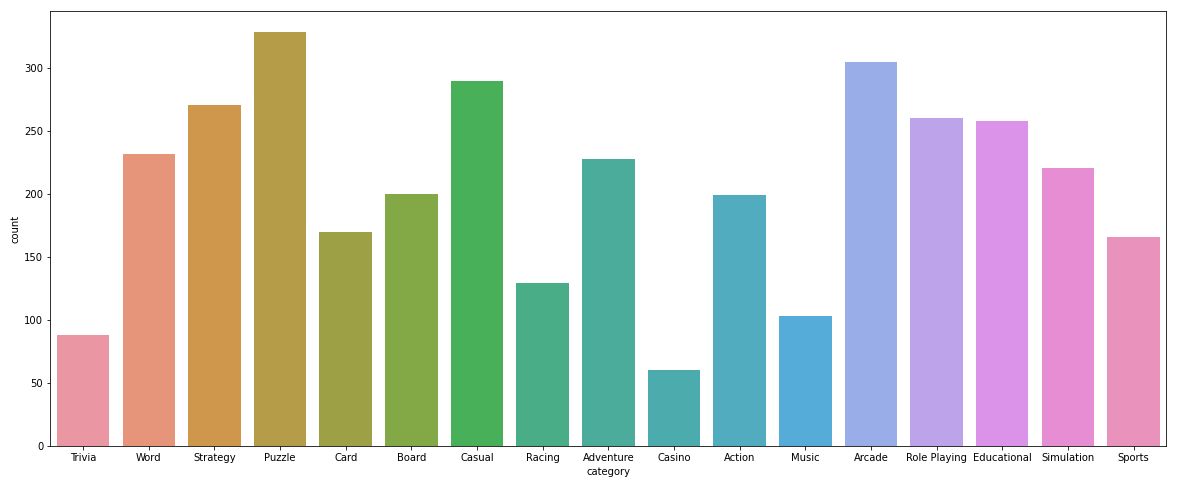 300
250
200
150
100
50
0
count
Trivia Word Strategy Puzzle Card Board Casual Racing Adventure Casino Action Music Arcade Role Playing Educational Simulation Sports
category